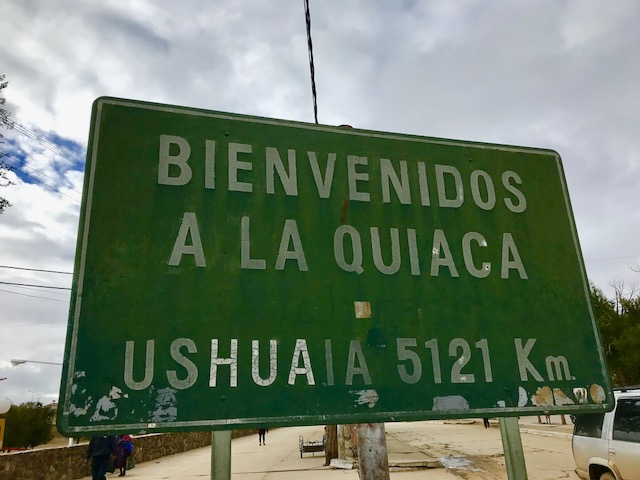 BIENVENIDOS
A LA QUIACA
USHUAIA 5121 Km.